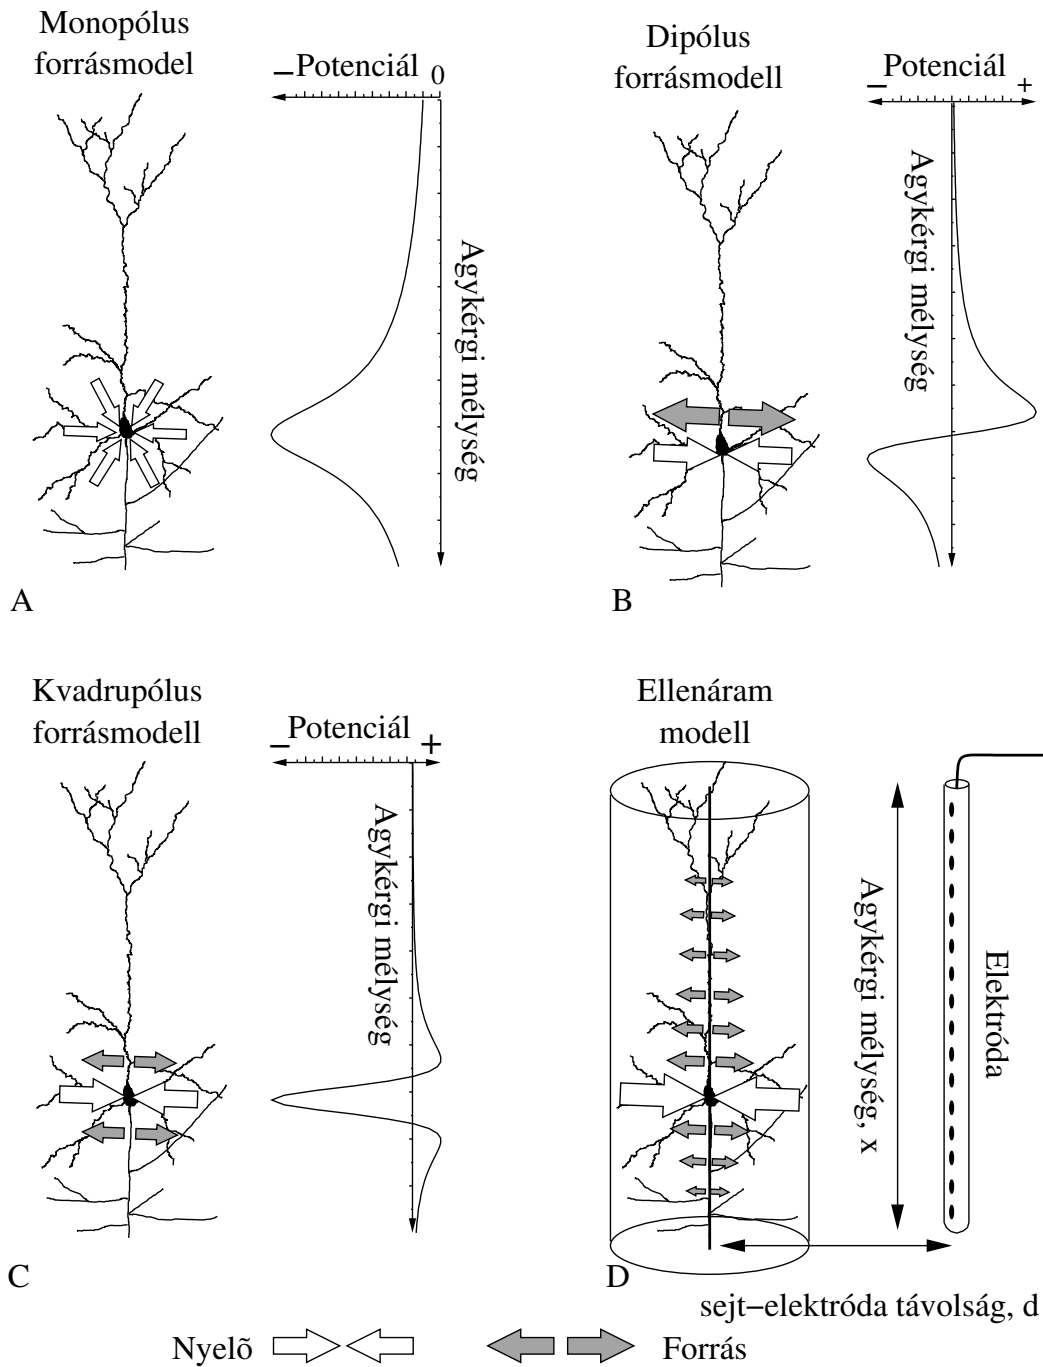 Monopólus
forrásmodel
−Potenciál 0
Agykérgi mélység
A
Dipólus
forrásmodell
Potenciál
− +
Agykérgi mélység
B
Kvadrupólus
forrásmodell
−Potenciál +
Agykérgi mélység
C
Ellenáram
modell
Agykérgi mélység, x
Elektróda
D
sejt−elektróda távolság, d
Nyelõ
Forrás